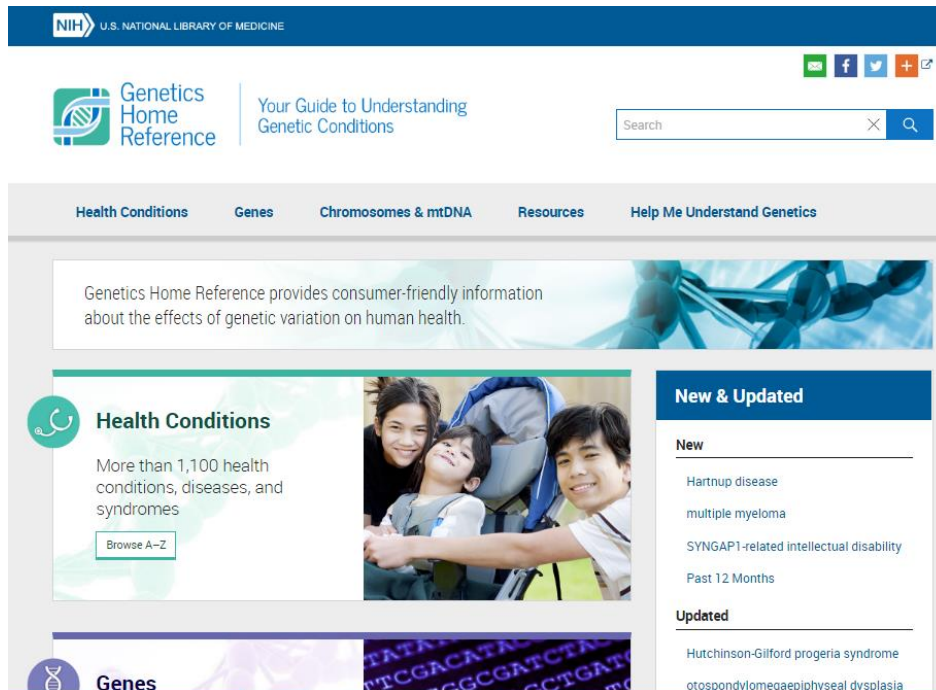 NIH U.S. NATIONAL LIBRARY OF MEDICINE
Genetics
Home
Reference
Your Guide to Understanding
Genetic Conditions
Search
Health Conditions Genes Chromosomes & mtDNA Resources Help Me Understand Genetics
Genetics Home Reference provides consumer-friendly information
about the effects of genetic variation on human health.
Health Conditions
More than 1,100 health
conditions, diseases, and
syndromes
Browse A–Z
Genes
New & Updated
New
Hartnup disease
multiple myeloma
SYNGAP1-related intellectual disability
Past 12 Months
Updated
Hutchinson-Gilford progeria syndrome
otospondylomegaepiphyseal dysplasia